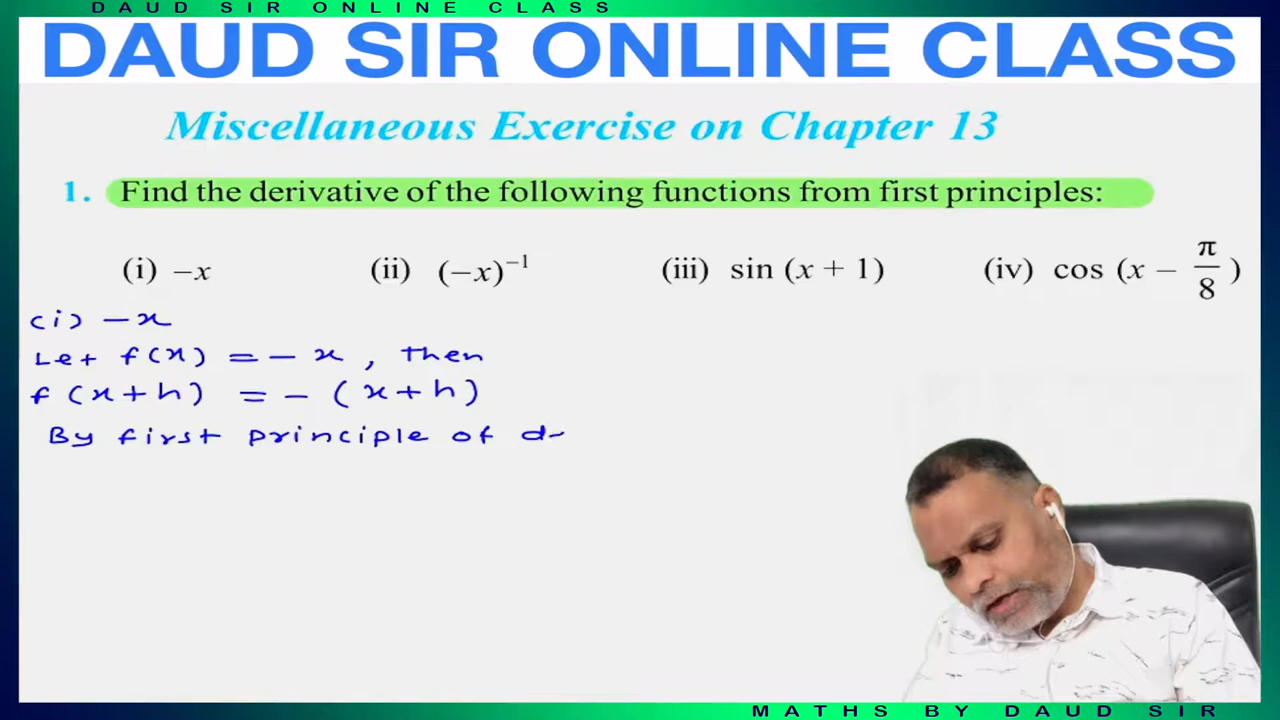 DAUD SIR ONLINE CLASS
DAUD SIR ONLINE CLASS
Miscellaneous Exercise on Chapter 13
1. Find the derivative of the following functions from first principles:
(i) −x (ii) (−x)⁻¹ (iii) sin (x + 1) (iv) cos (x − π/8)
(i) −x
Let f(x) = − x , then
f (x+h) = − (x+h)
By first principle of d
MATHS BY DAUD SIR